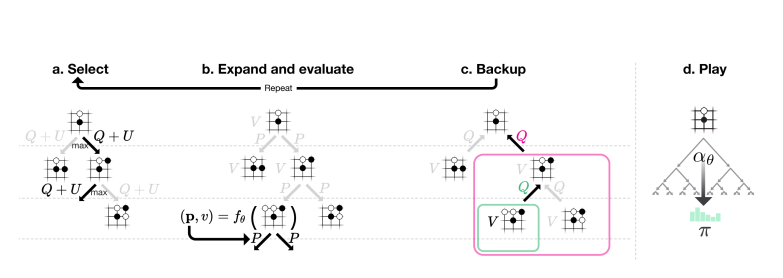 a. Select
b. Expand and evaluate
c. Backup
d. Play
Repeat
Q + U
Q + U
max
Q + U
max
Q + U
V
P
P
V
V
P
P
(p, v) = fθ
(
)
P
P
Q
Q
V
V
Q
Q
V
V
αθ
π